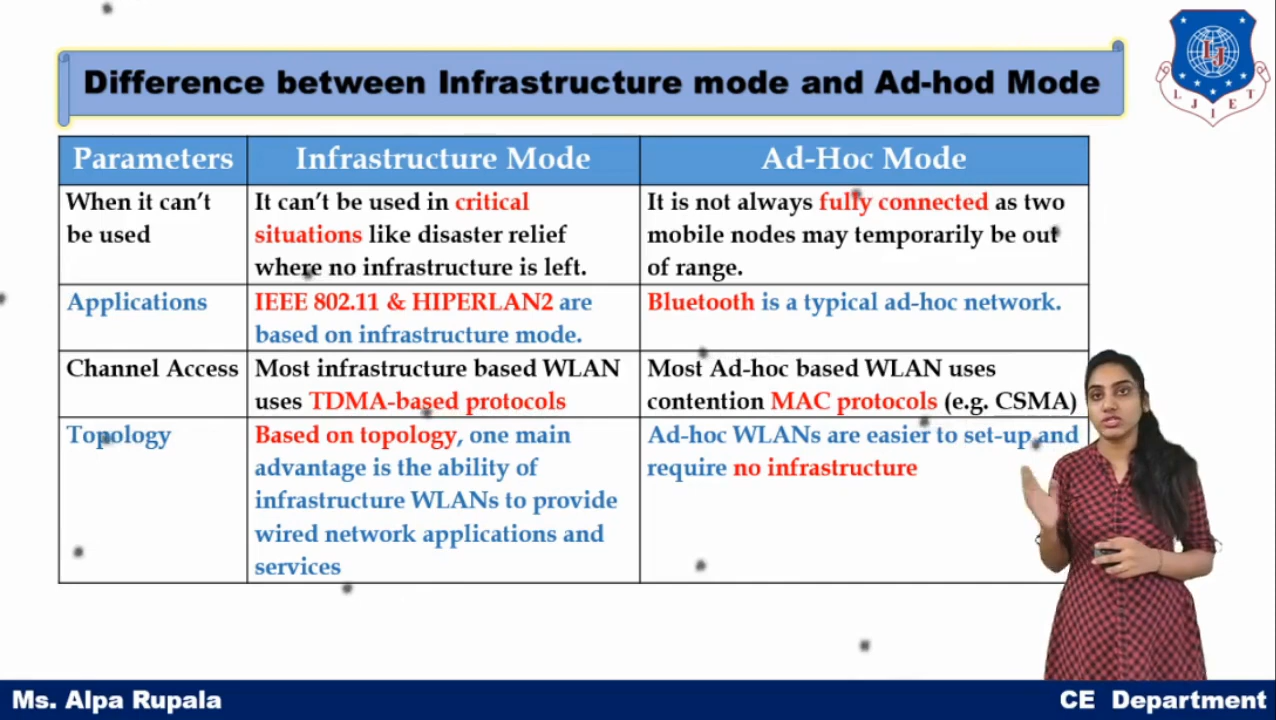 Difference between Infrastructure mode and Ad-hod Mode
L J I E T
Parameters
Infrastructure Mode
Ad-Hoc Mode
When it can't
be used
It can't be used in critical
situations like disaster relief
where no infrastructure is left.
It is not always fully connected as two
mobile nodes may temporarily be out
of range.
Applications
IEEE 802.11 & HIPERLAN2 are
based on infrastructure mode.
Bluetooth is a typical ad-hoc network.
Channel Access
Most infrastructure based WLAN
uses TDMA-based protocols
Most Ad-hoc based WLAN uses
contention MAC protocols (e.g. CSMA)
Topology
Based on topology, one main
advantage is the ability of
infrastructure WLANs to provide
wired network applications and
services
Ad-hoc WLANs are easier to set-up and
require no infrastructure
Ms. Alpa Rupala
CE Department